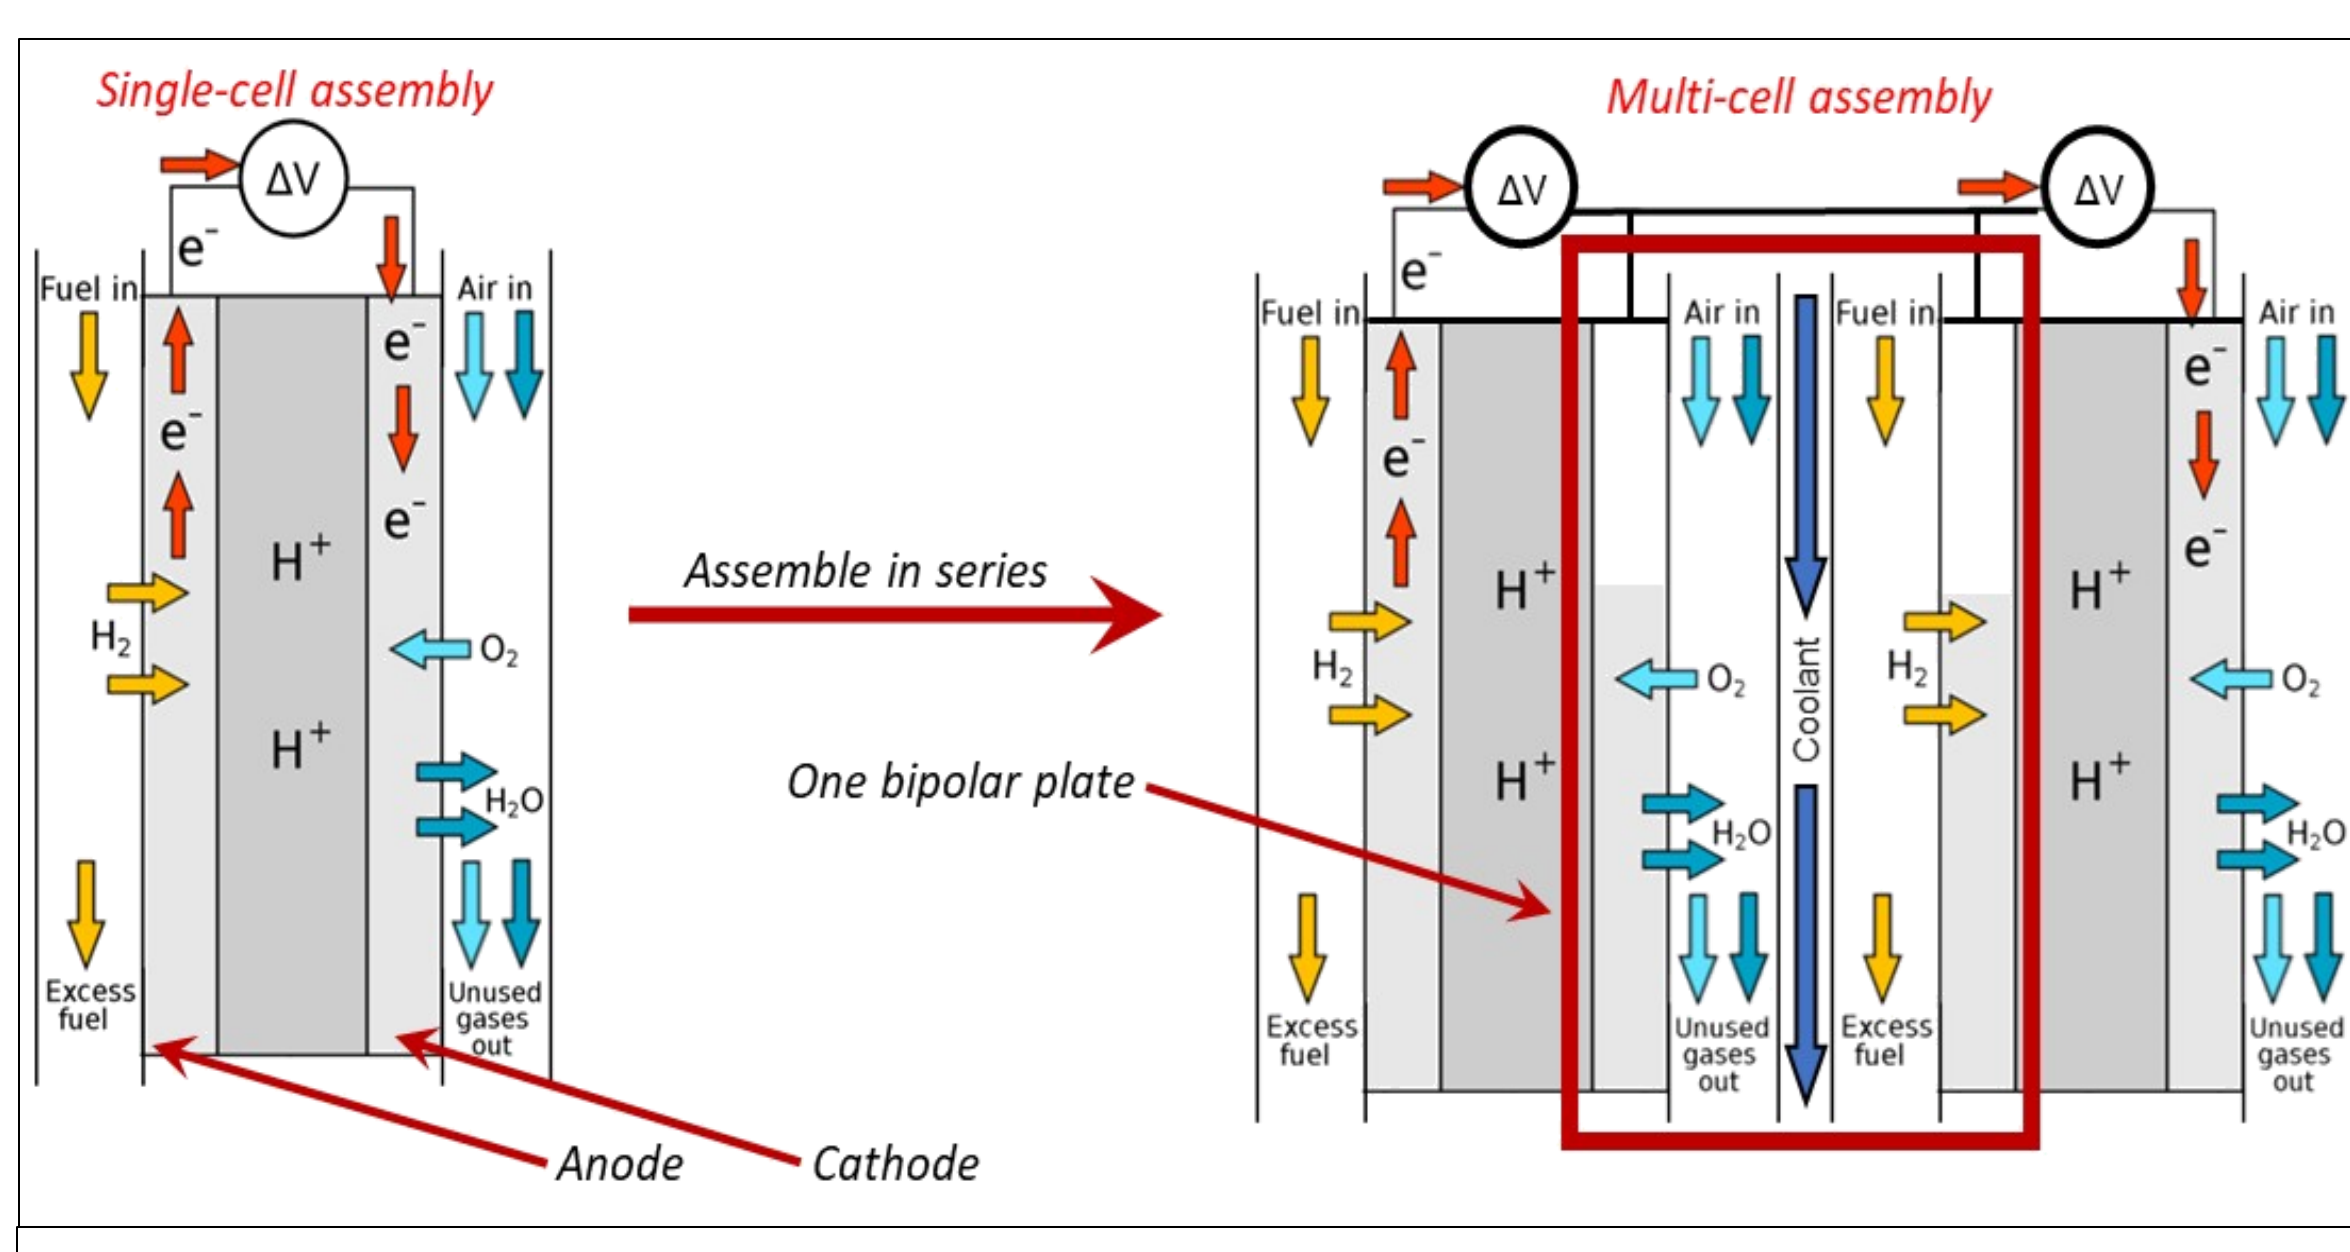 Single-cell assembly
ΔV
e⁻
Fuel in
Air in
e⁻
e⁻
e⁻
H⁺
H₂
O₂
H⁺
H₂O
Excess
fuel
Unused
gases
out
Anode
Cathode
Assemble in series
One bipolar plate
Multi-cell assembly
ΔV
ΔV
e⁻
Fuel in
Air in
Fuel in
Air in
e⁻
e⁻
e⁻
H⁺
H⁺
H₂
O₂
Coolant
H₂
O₂
H⁺
H⁺
H₂O
H₂O
Excess
fuel
Unused
gases
out
Excess
fuel
Unused
gases
out